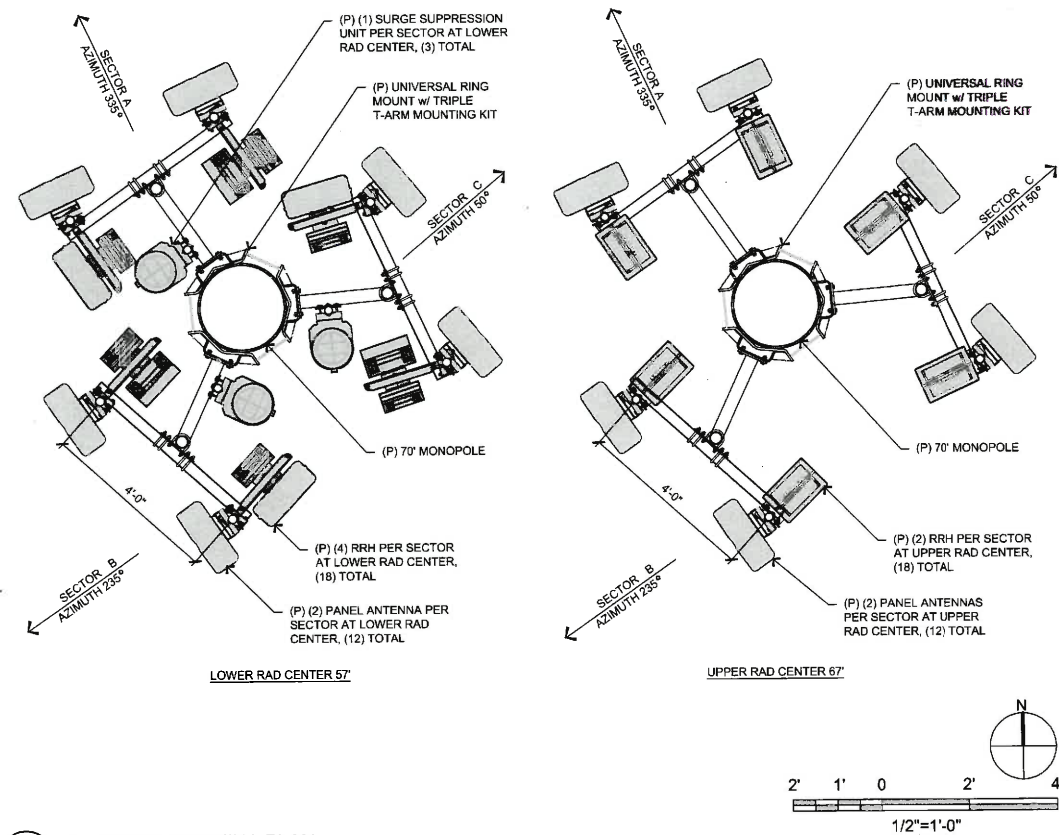 (P) (1) SURGE SUPPRESSION
UNIT PER SECTOR AT LOWER
RAD CENTER, (3) TOTAL
SECTOR A
AZIMUTH 335°
(P) UNIVERSAL RING
MOUNT w/ TRIPLE
T-ARM MOUNTING KIT
SECTOR C
AZIMUTH 50°
(P) 70' MONOPOLE
4'-0"
(P) (4) RRH PER SECTOR
AT LOWER RAD CENTER,
(18) TOTAL
SECTOR B
AZIMUTH 235°
(P) (2) PANEL ANTENNA PER
SECTOR AT LOWER RAD
CENTER, (12) TOTAL
LOWER RAD CENTER 57'
SECTOR A
AZIMUTH 335°
(P) UNIVERSAL RING
MOUNT w/ TRIPLE
T-ARM MOUNTING KIT
SECTOR C
AZIMUTH 50°
(P) 70' MONOPOLE
4'-0"
(P) (2) RRH PER SECTOR
AT UPPER RAD CENTER,
(18) TOTAL
SECTOR B
AZIMUTH 235°
(P) (2) PANEL ANTENNAS
PER SECTOR AT UPPER
RAD CENTER, (12) TOTAL
UPPER RAD CENTER 67'
N
2' 1' 0 2' 4
1/2"=1'-0"